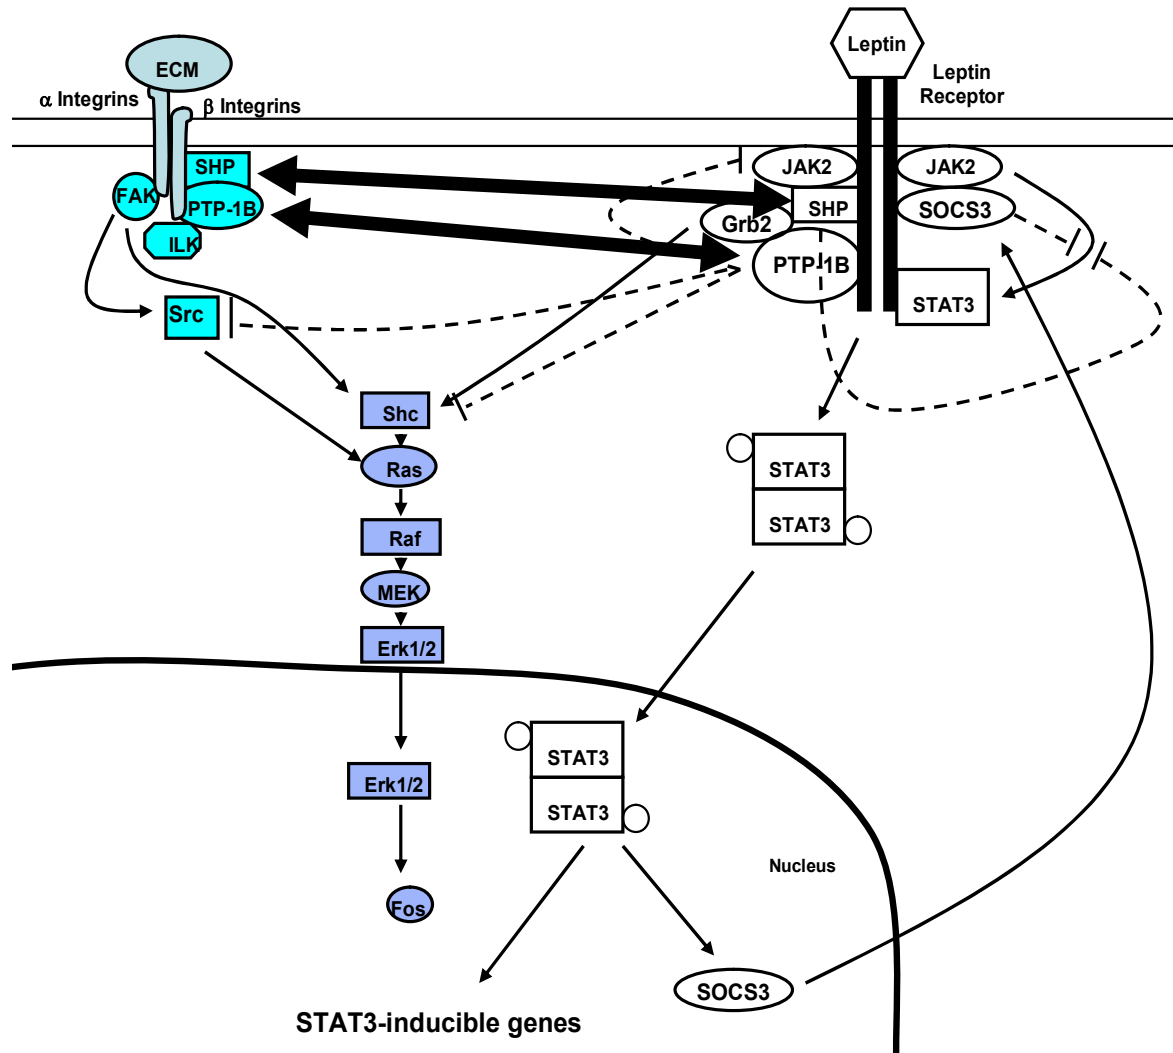 Leptin
ECM
Leptin
Receptor
α Integrins
β Integrins
SHP
FAK
PTP-1B
ILK
JAK2
JAK2
SHP
SOCS3
Grb2
PTP-1B
STAT3
Src
Shc
Ras
Raf
MEK
Erk1/2
STAT3
STAT3
STAT3
STAT3
Erk1/2
Fos
Nucleus
SOCS3
STAT3-inducible genes